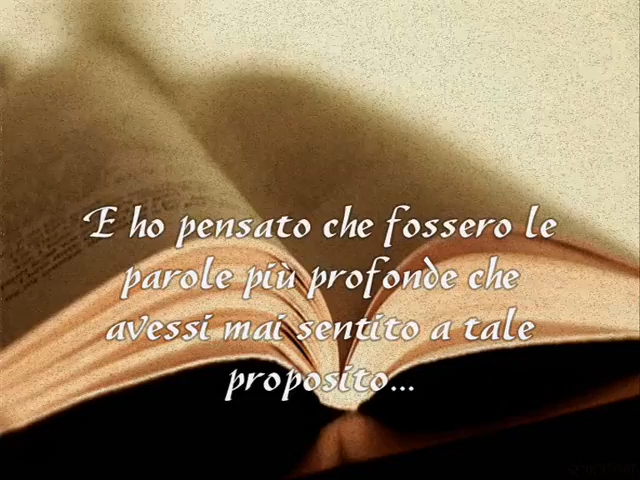 E ho pensato che fossero le
parole più profonde che
avessi mai sentito a tale
proposito...